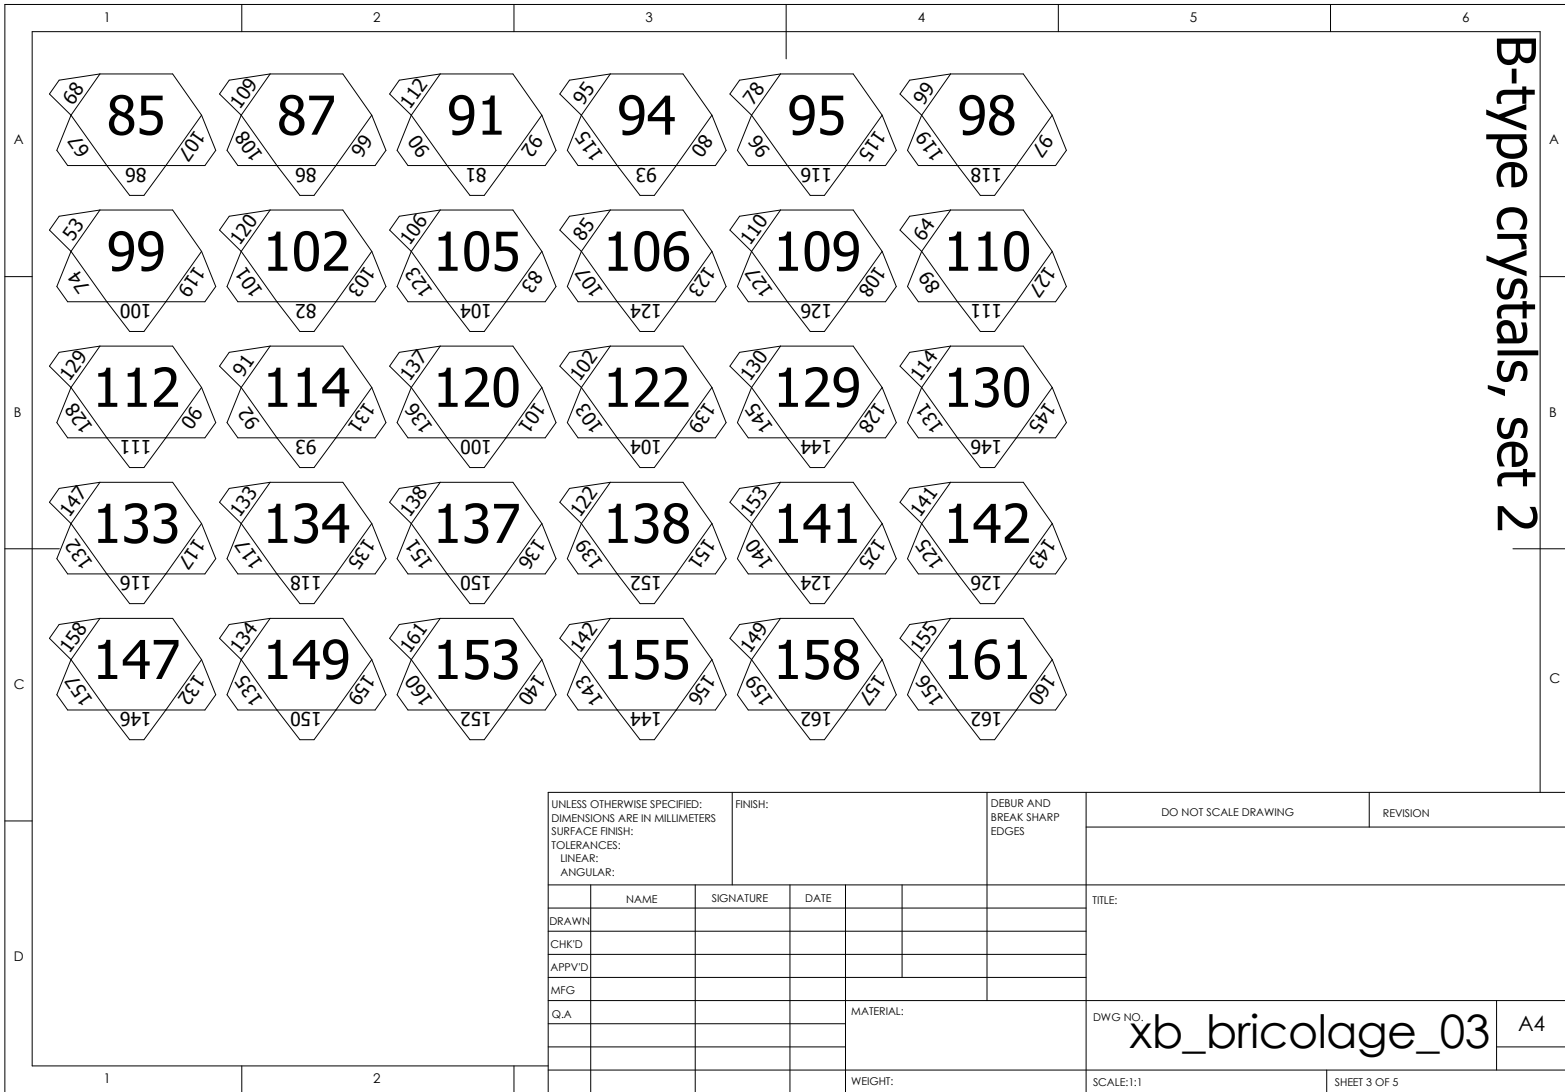 1 2 3 4 5 6
A A
B B
C C
D
1 2
B-type crystals, set 2
68 85 67 107 86
109 87 108 66 86
112 91 90 92 81
95 94 115 80 93
78 95 96 115 116
99 98 119 97 118
53 99 74 119 100
120 102 101 103 82
106 105 123 83 104
85 106 107 123 124
110 109 127 108 126
64 110 89 127 111
129 112 128 90 111
91 114 92 131 93
137 120 136 101 100
102 122 103 139 104
130 129 145 128 144
114 130 131 145 146
147 133 132 117 116
133 134 117 135 118
138 137 151 136 150
122 138 139 151 152
153 141 140 125 124
141 142 125 143 126
158 147 157 132 146
134 149 135 159 150
161 153 160 140 152
142 155 143 156 144
149 158 159 157 162
155 161 156 160 162
UNLESS OTHERWISE SPECIFIED:
DIMENSIONS ARE IN MILLIMETERS
SURFACE FINISH:
TOLERANCES:
LINEAR:
ANGULAR:
FINISH:
DEBUR AND
BREAK SHARP
EDGES
DO NOT SCALE DRAWING
REVISION
NAME SIGNATURE DATE
DRAWN
CHK'D
APPV'D
MFG
Q.A
TITLE:
MATERIAL:
DWG NO.
xb_bricolage_03
A4
WEIGHT:
SCALE:1:1
SHEET 3 OF 5